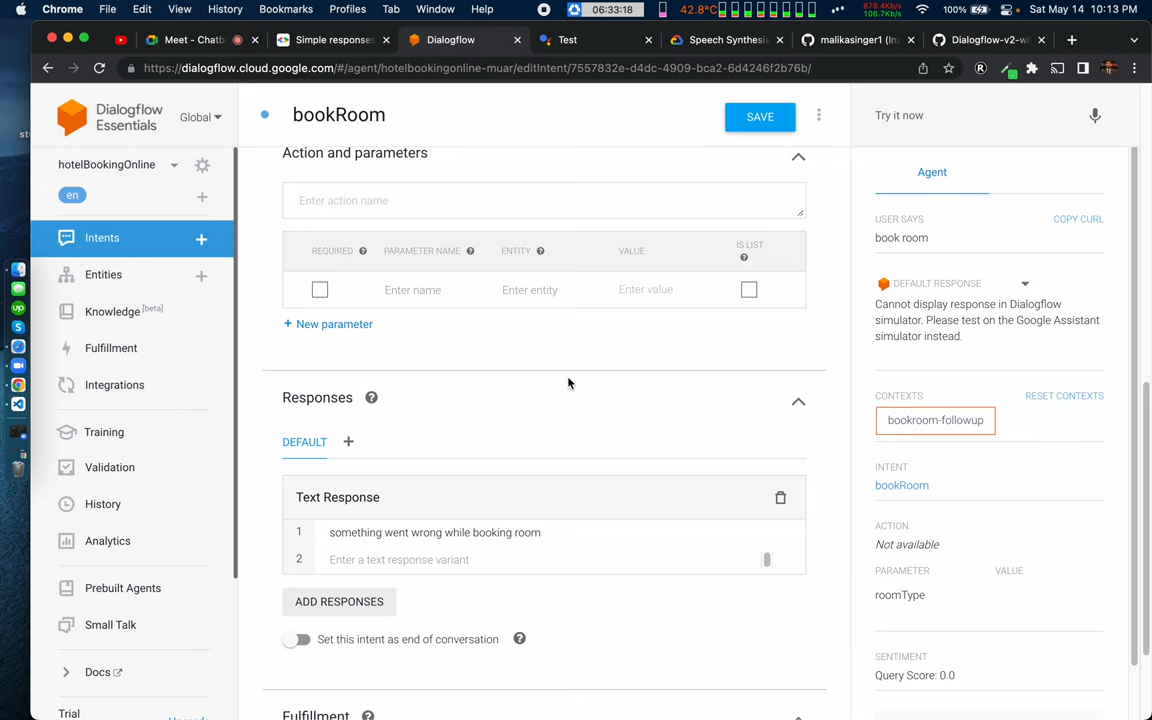 Chrome File Edit View History Bookmarks Profiles Tab Window Help 06:33:18 42.8°C 878.4Kb/s 106.7Kb/s 100% Sat May 14 10:13 PM
Meet - Chatb Simple responses Dialogflow Test Speech Synthesis malikasinger1 (In Dialogflow-v2-w
https://dialogflow.cloud.google.com/#/agent/hotelbookingonline-muar/editIntent/7557832e-d4dc-4909-bca2-6d4246f2b76b/
Dialogflow
Essentials
Global
bookRoom
SAVE
Try it now
hotelBookingOnline
en
Intents
Entities
Knowledge [beta]
Fulfillment
Integrations
Training
Validation
History
Analytics
Prebuilt Agents
Small Talk
Docs
Trial
Action and parameters
Enter action name
REQUIRED PARAMETER NAME ENTITY VALUE IS LIST
Enter name Enter entity Enter value
+ New parameter
Responses
DEFAULT +
Text Response
1 something went wrong while booking room
2 Enter a text response variant
ADD RESPONSES
Set this intent as end of conversation
Fulfillment
Agent
USER SAYS COPY CURL
book room
DEFAULT RESPONSE
Cannot display response in Dialogflow
simulator. Please test on the Google Assistant
simulator instead.
CONTEXTS RESET CONTEXTS
bookroom-followup
INTENT
bookRoom
ACTION
Not available
PARAMETER VALUE
roomType
SENTIMENT
Query Score: 0.0